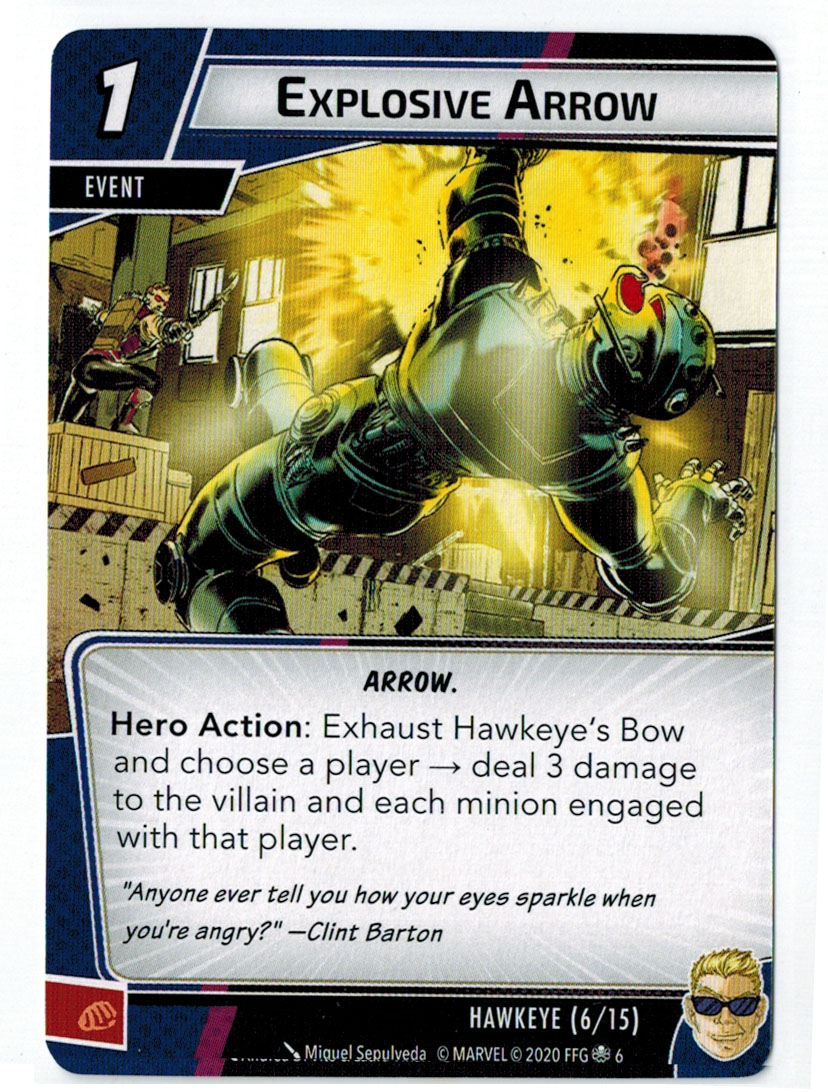 1
EXPLOSIVE ARROW
EVENT
ARROW.
Hero Action: Exhaust Hawkeye's Bow
and choose a player → deal 3 damage
to the villain and each minion engaged
with that player.
"Anyone ever tell you how your eyes sparkle when
you're angry?" —Clint Barton
HAWKEYE (6/15)
Miguel Sepulveda © MARVEL © 2020 FFG 6